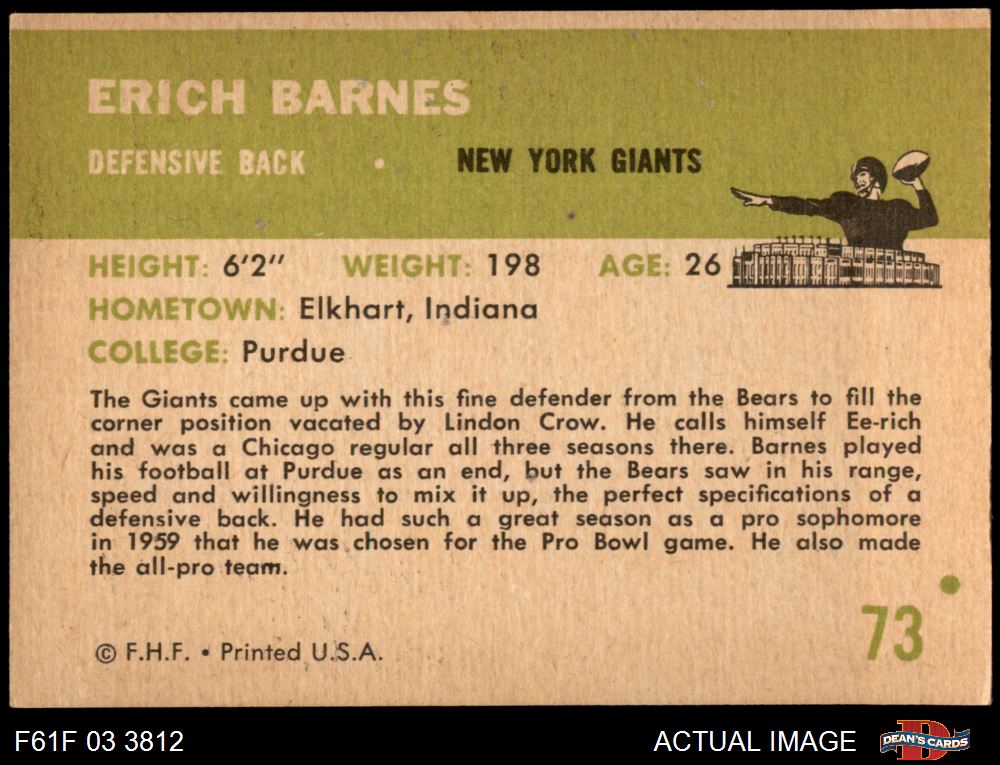 ERICH BARNES
DEFENSIVE BACK • NEW YORK GIANTS
HEIGHT: 6'2" WEIGHT: 198 AGE: 26
HOMETOWN: Elkhart, Indiana
COLLEGE: Purdue
The Giants came up with this fine defender from the Bears to fill the
corner position vacated by Lindon Crow. He calls himself Ee-rich
and was a Chicago regular all three seasons there. Barnes played
his football at Purdue as an end, but the Bears saw in his range,
speed and willingness to mix it up, the perfect specifications of a
defensive back. He had such a great season as a pro sophomore
in 1959 that he was chosen for the Pro Bowl game. He also made
the all-pro team.
73
© F.H.F. • Printed U.S.A.
F61F 03 3812
ACTUAL IMAGE
D
DEAN'S CARDS